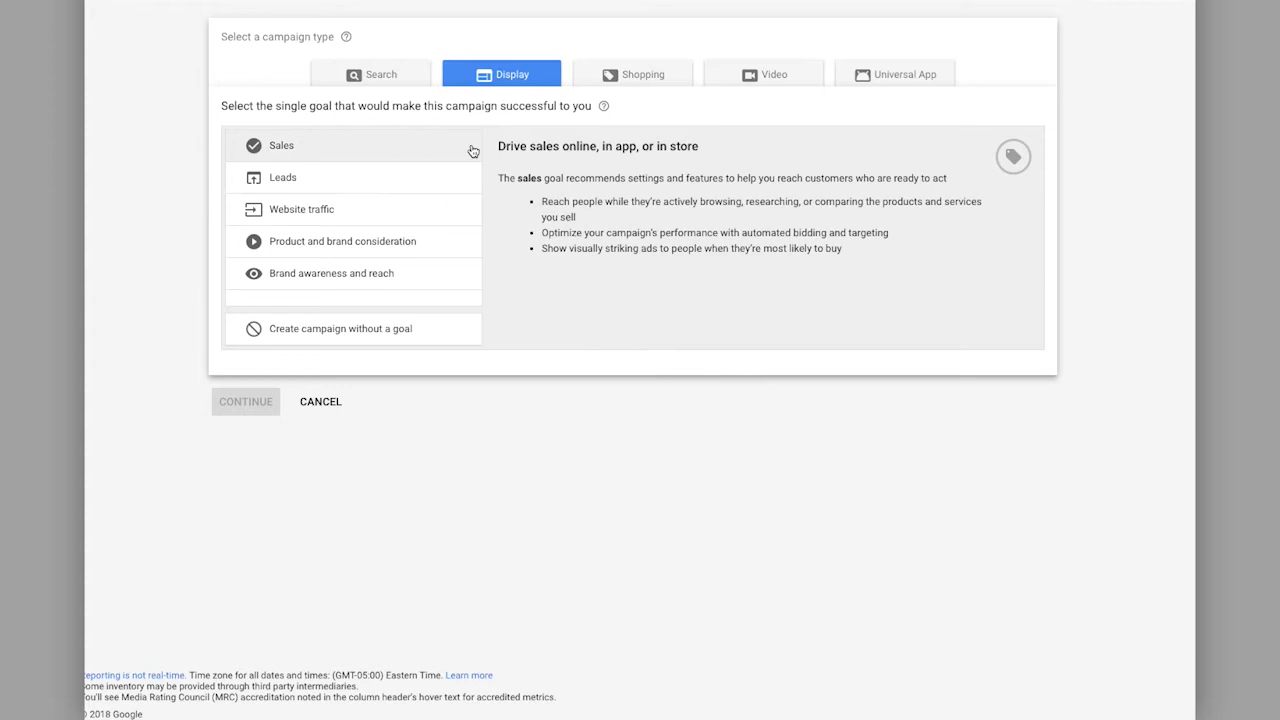 Select a campaign type
Search
Display
Shopping
Video
Universal App
Select the single goal that would make this campaign successful to you
Sales
Leads
Website traffic
Product and brand consideration
Brand awareness and reach
Create campaign without a goal
Drive sales online, in app, or in store
The sales goal recommends settings and features to help you reach customers who are ready to act
• Reach people while they're actively browsing, researching, or comparing the products and services
you sell
• Optimize your campaign's performance with automated bidding and targeting
• Show visually striking ads to people when they're most likely to buy
CONTINUE
CANCEL
eporting is not real-time. Time zone for all dates and times: (GMT-05:00) Eastern Time. Learn more
ome inventory may be provided through third party intermediaries.
ou'll see Media Rating Council (MRC) accreditation noted in the column header's hover text for accredited metrics.
© 2018 Google